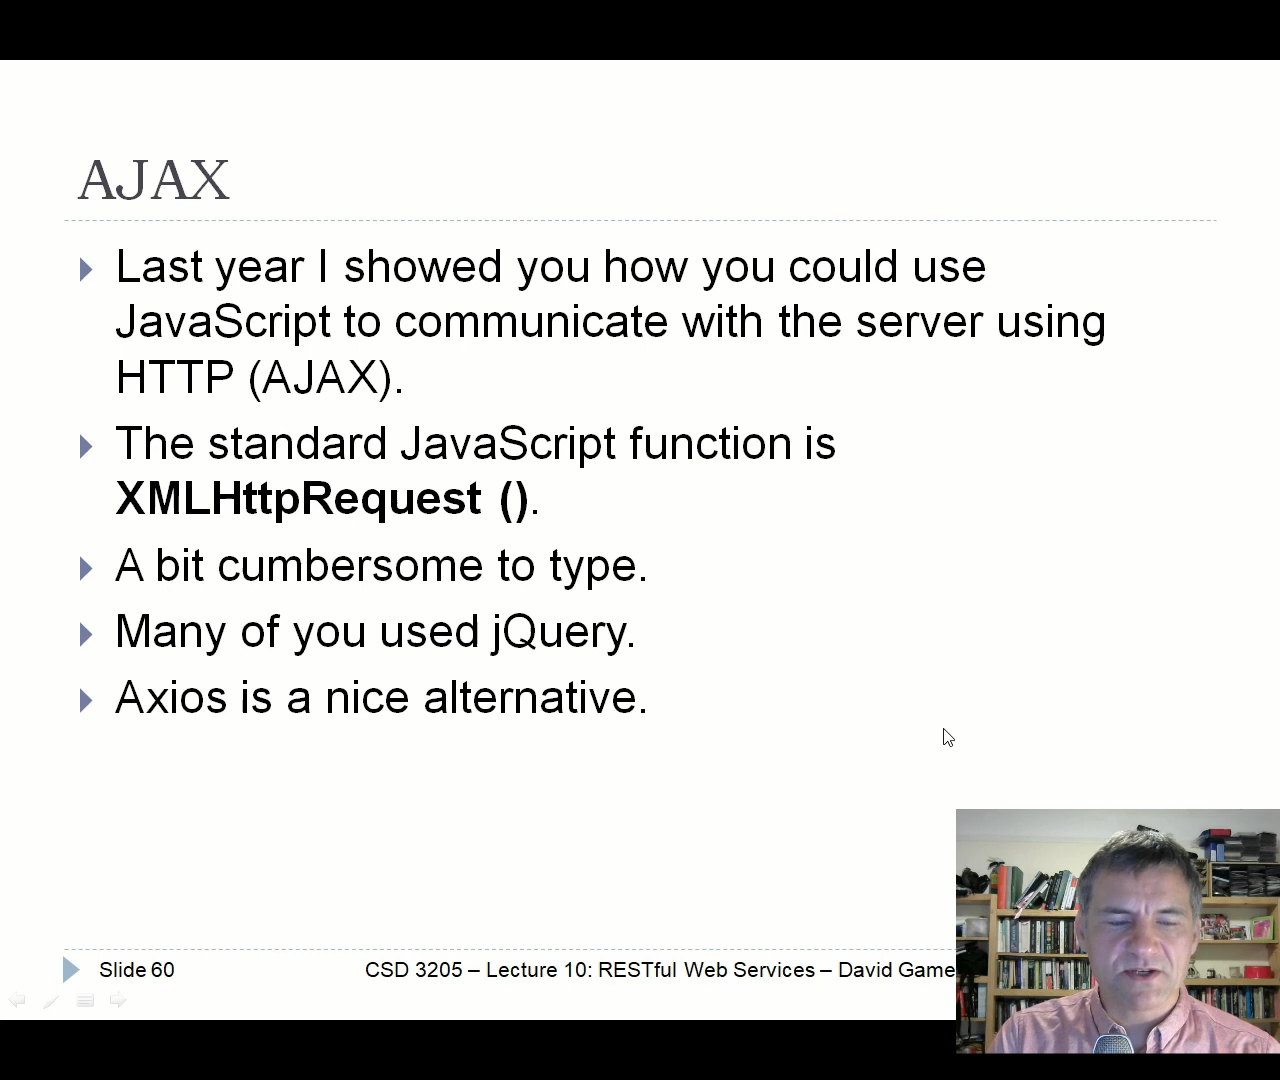 AJAX
Last year I showed you how you could use
JavaScript to communicate with the server using
HTTP (AJAX).
The standard JavaScript function is
XMLHttpRequest ().
A bit cumbersome to type.
Many of you used jQuery.
Axios is a nice alternative.
Slide 60
CSD 3205 – Lecture 10: RESTful Web Services – David Game